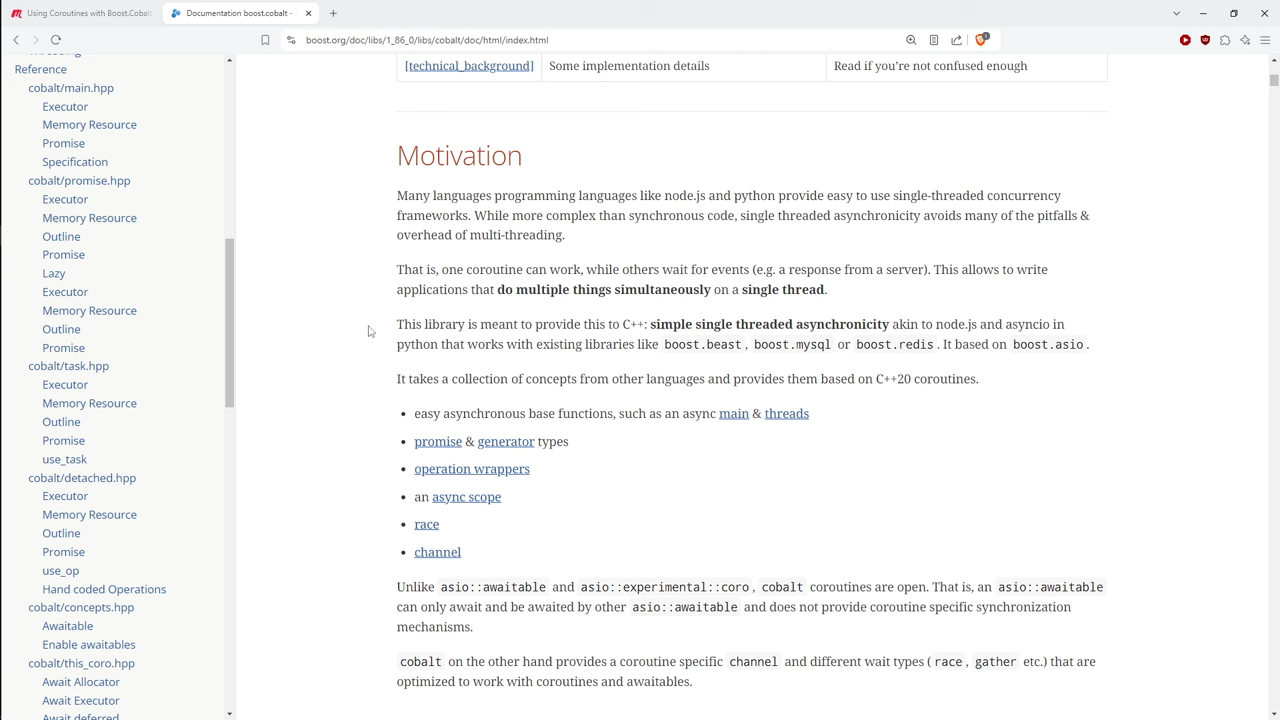 Using Coroutines with Boost.Cobal
Documentation boost.cobalt -
boost.org/doc/libs/1_86_0/libs/cobalt/doc/html/index.html
Reference
cobalt/main.hpp
Executor
Memory Resource
Promise
Specification
cobalt/promise.hpp
Executor
Memory Resource
Outline
Promise
Lazy
Executor
Memory Resource
Outline
Promise
cobalt/task.hpp
Executor
Memory Resource
Outline
Promise
use_task
cobalt/detached.hpp
Executor
Memory Resource
Outline
Promise
use_op
Hand coded Operations
cobalt/concepts.hpp
Awaitable
Enable awaitables
cobalt/this_coro.hpp
Await Allocator
Await Executor
Await deferred
[technical_background] Some implementation details Read if you’re not confused enough
Motivation
Many languages programming languages like node.js and python provide easy to use single-threaded concurrency
frameworks. While more complex than synchronous code, single threaded asynchronicity avoids many of the pitfalls &
overhead of multi-threading.
That is, one coroutine can work, while others wait for events (e.g. a response from a server). This allows to write
applications that do multiple things simultaneously on a single thread.
This library is meant to provide this to C++: simple single threaded asynchronicity akin to node.js and asyncio in
python that works with existing libraries like boost.beast, boost.mysql or boost.redis. It based on boost.asio.
It takes a collection of concepts from other languages and provides them based on C++20 coroutines.
• easy asynchronous base functions, such as an async main & threads
• promise & generator types
• operation wrappers
• an async scope
• race
• channel
Unlike asio::awaitable and asio::experimental::coro, cobalt coroutines are open. That is, an asio::awaitable
can only await and be awaited by other asio::awaitable and does not provide coroutine specific synchronization
mechanisms.
cobalt on the other hand provides a coroutine specific channel and different wait types (race, gather etc.) that are
optimized to work with coroutines and awaitables.